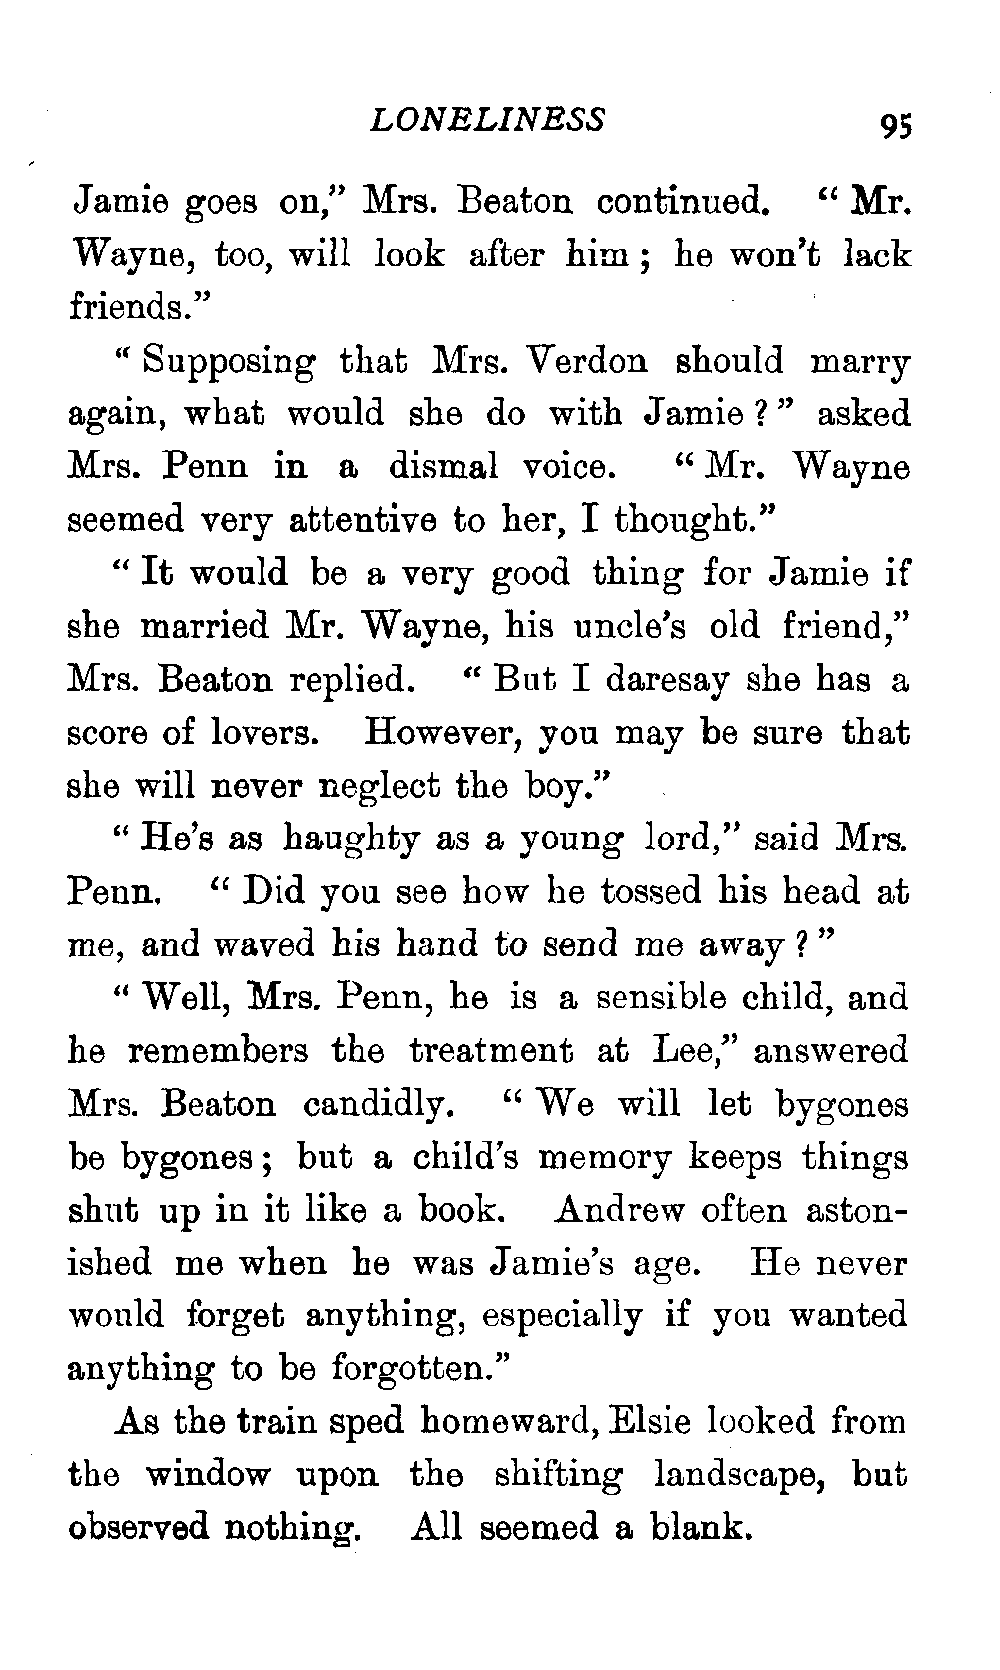 LONELINESS 95
Jamie goes on," Mrs. Beaton continued. "Mr.
Wayne, too, will look after him; he won't lack
friends."
"Supposing that Mrs. Verdon should marry
again, what would she do with Jamie?" asked
Mrs. Penn in a dismal voice. "Mr. Wayne
seemed very attentive to her, I thought."
"It would be a very good thing for Jamie if
she married Mr. Wayne, his uncle's old friend,"
Mrs. Beaton replied. "But I daresay she has a
score of lovers. However, you may be sure that
she will never neglect the boy."
"He's as haughty as a young lord," said Mrs.
Penn. "Did you see how he tossed his head at
me, and waved his hand to send me away?"
"Well, Mrs. Penn, he is a sensible child, and
he remembers the treatment at Lee," answered
Mrs. Beaton candidly. "We will let bygones
be bygones; but a child's memory keeps things
shut up in it like a book. Andrew often aston-
ished me when he was Jamie's age. He never
would forget anything, especially if you wanted
anything to be forgotten."
As the train sped homeward, Elsie looked from
the window upon the shifting landscape, but
observed nothing. All seemed a blank.